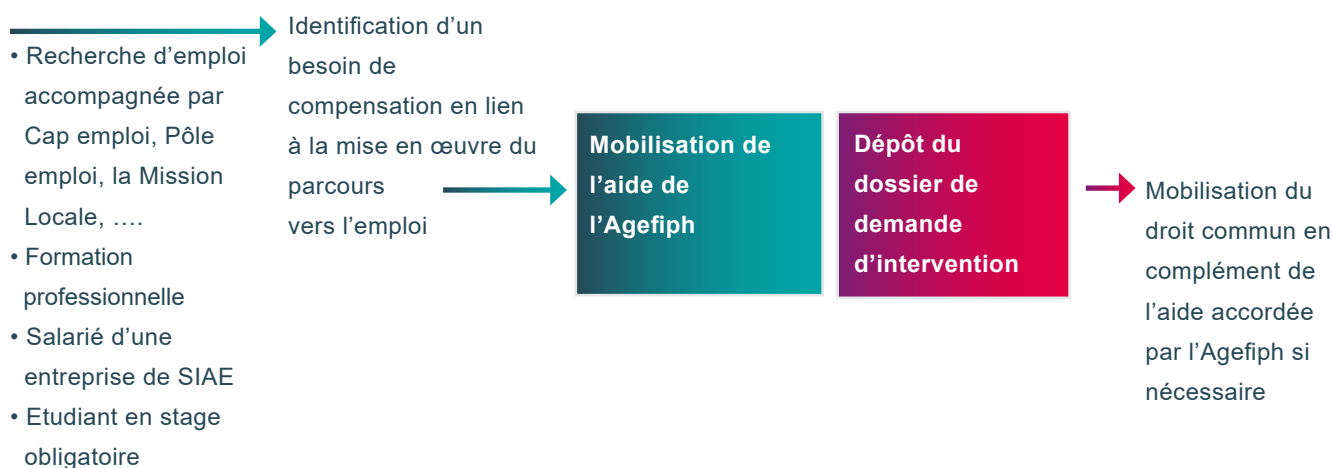 • Recherche d’emploi
accompagnée par
Cap emploi, Pôle
emploi, la Mission
Locale, ….
• Formation
professionnelle
• Salarié d’une
entreprise de SIAE
• Etudiant en stage
obligatoire
Identification d’un
besoin de
compensation en lien
à la mise en œuvre du
parcours
vers l’emploi
Mobilisation de
l’aide de
l’Agefiph
Dépôt du
dossier de
demande
d’intervention
Mobilisation du
droit commun en
complément de
l’aide accordée
par l’Agefiph si
nécessaire